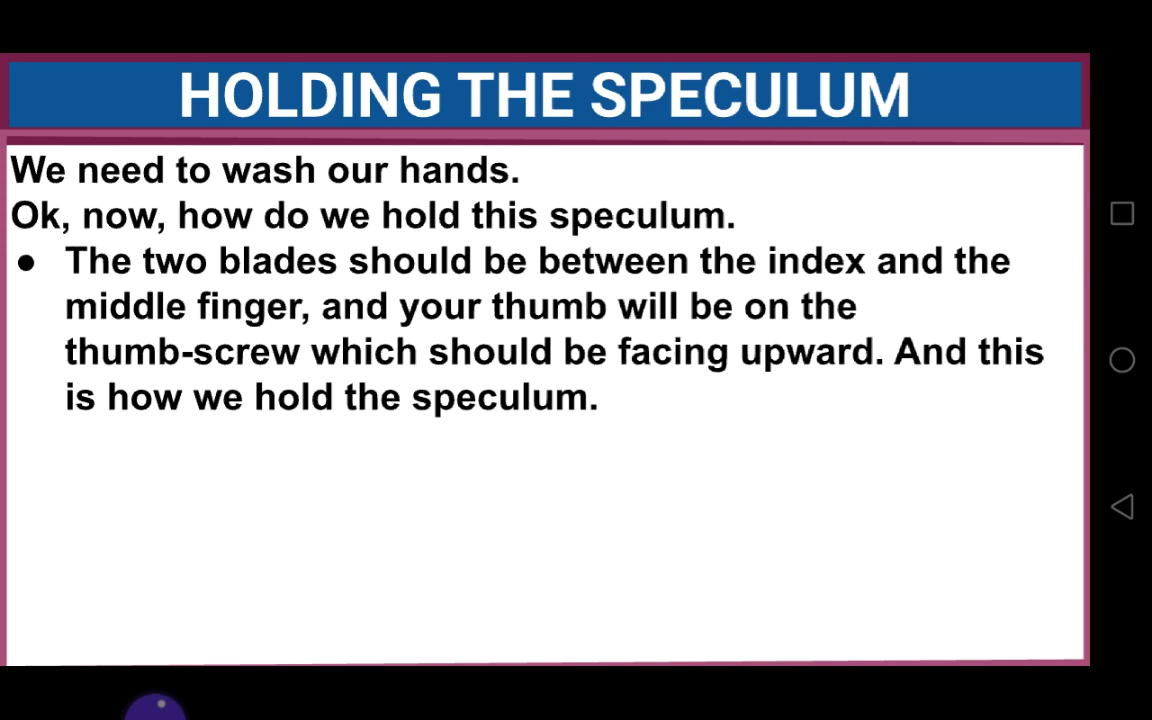 HOLDING THE SPECULUM
We need to wash our hands.
Ok, now, how do we hold this speculum.
● The two blades should be between the index and the
middle finger, and your thumb will be on the
thumb-screw which should be facing upward. And this
is how we hold the speculum.